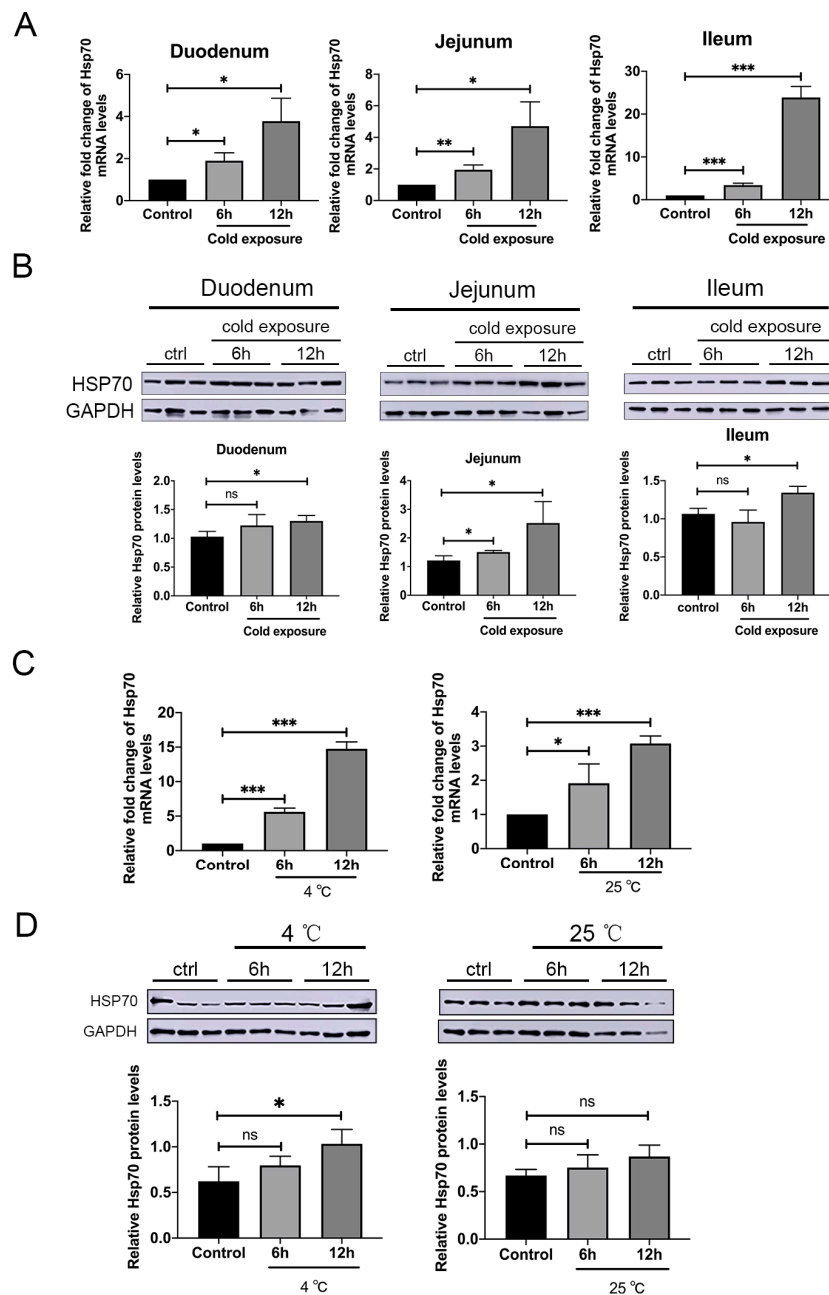 A
Duodenum
Relative fold change of Hsp70
mRNA levels
6
4
2
0
*
*
Control
6h
12h
Cold exposure
Jejunum
Relative fold change of Hsp70
mRNA levels
8
6
4
2
0
*
**
Control
6h
12h
Cold exposure
Ileum
Relative fold change of Hsp70
mRNA levels
30
20
10
0
***
***
Control
6h
12h
Cold exposure
B
Duodenum
cold exposure
ctrl
6h
12h
Jejunum
cold exposure
ctrl
6h
12h
Ileum
cold exposure
ctrl
6h
12h
HSP70
GAPDH
Duodenum
Relative Hsp70 protein levels
2.0
1.5
1.0
0.5
0.0
*
ns
Control
6h
12h
Cold exposure
Jejunum
Relative Hsp70 protein levels
4
3
2
1
0
*
*
Control
6h
12h
Cold exposure
Ileum
Relative Hsp70 protein levels
1.5
1.0
0.5
0.0
*
ns
control
6h
12h
Cold exposure
C
Relative fold change of Hsp70
mRNA levels
20
15
10
5
0
***
***
Control
6h
12h
4 ℃
Relative fold change of Hsp70
mRNA levels
4
3
2
1
0
***
*
Control
6h
12h
25 ℃
D
4 ℃
ctrl
6h
12h
25 ℃
ctrl
6h
12h
HSP70
GAPDH
Relative Hsp70 protein levels
1.5
1.0
0.5
0.0
*
ns
Control
6h
12h
4 ℃
Relative Hsp70 protein levels
1.5
1.0
0.5
0.0
ns
ns
Control
6h
12h
25 ℃